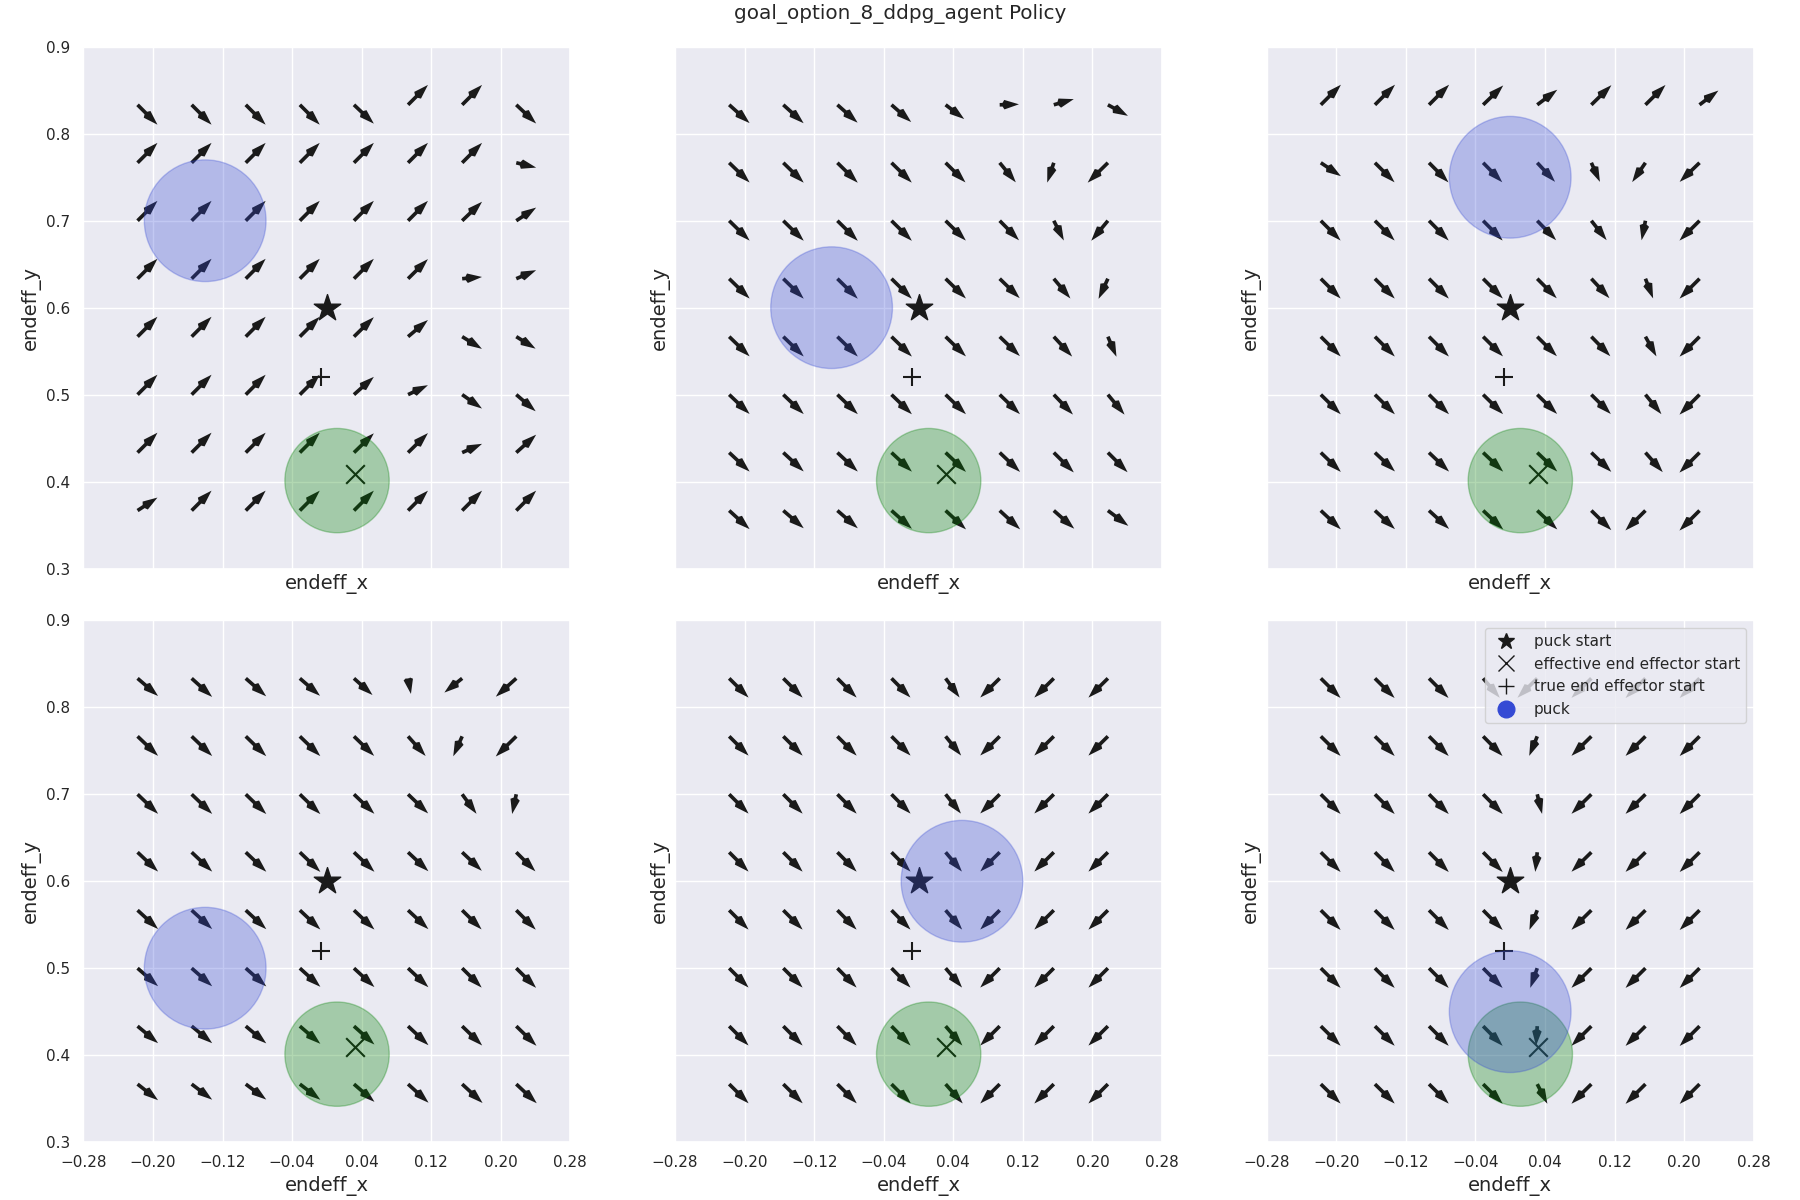 goal_option_8_ddpg_agent Policy
0.9
0.8
0.7
0.6
0.5
0.4
0.3
endeff_y
endeff_x
endeff_y
endeff_x
endeff_y
endeff_x
0.9
0.8
0.7
0.6
0.5
0.4
0.3
endeff_y
−0.28 −0.20 −0.12 −0.04 0.04 0.12 0.20 0.28
endeff_x
endeff_y
−0.28 −0.20 −0.12 −0.04 0.04 0.12 0.20 0.28
endeff_x
puck start
effective end effector start
true end effector start
puck
endeff_y
−0.28 −0.20 −0.12 −0.04 0.04 0.12 0.20 0.28
endeff_x